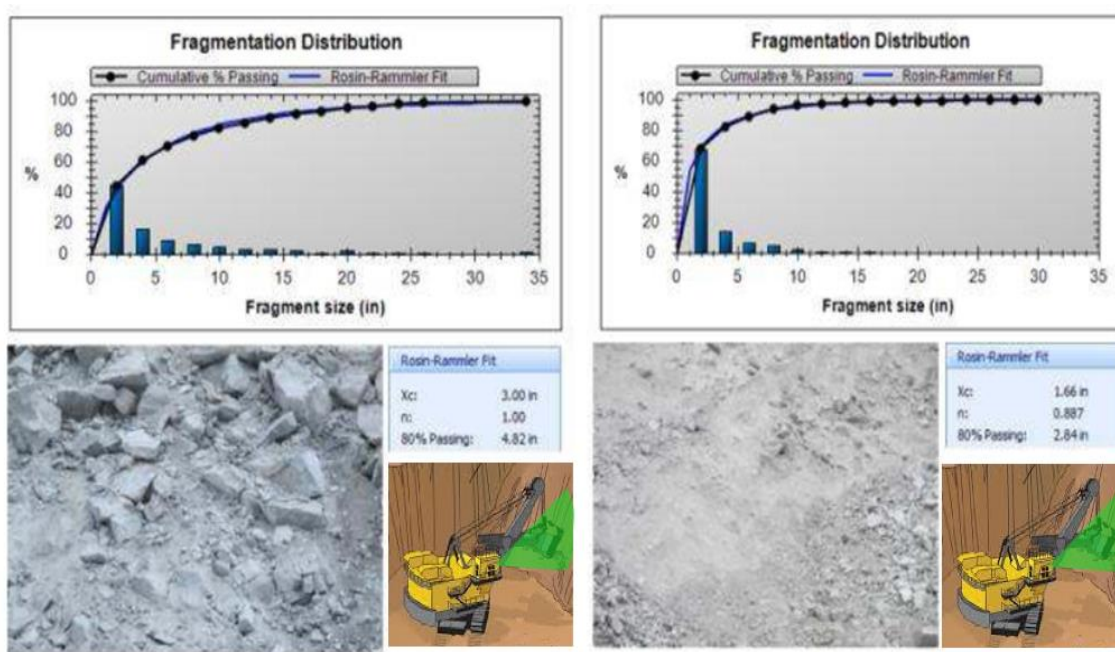 Fragmentation Distribution
Cumulative % Passing Rosin-Rammler Fit
100
80
60
40
20
0
%
0 5 10 15 20 25 30 35
Fragment size (in)
Rosin-Rammler Fit
Xc: 3.00 in
n: 1.00
80% Passing: 4.82 in
Fragmentation Distribution
Cumulative % Passing Rosin-Rammler Fit
100
80
60
40
20
0
%
0 5 10 15 20 25 30 35
Fragment size (in)
Rosin-Rammler Fit
Xc: 1.66 in
n: 0.887
80% Passing: 2.84 in